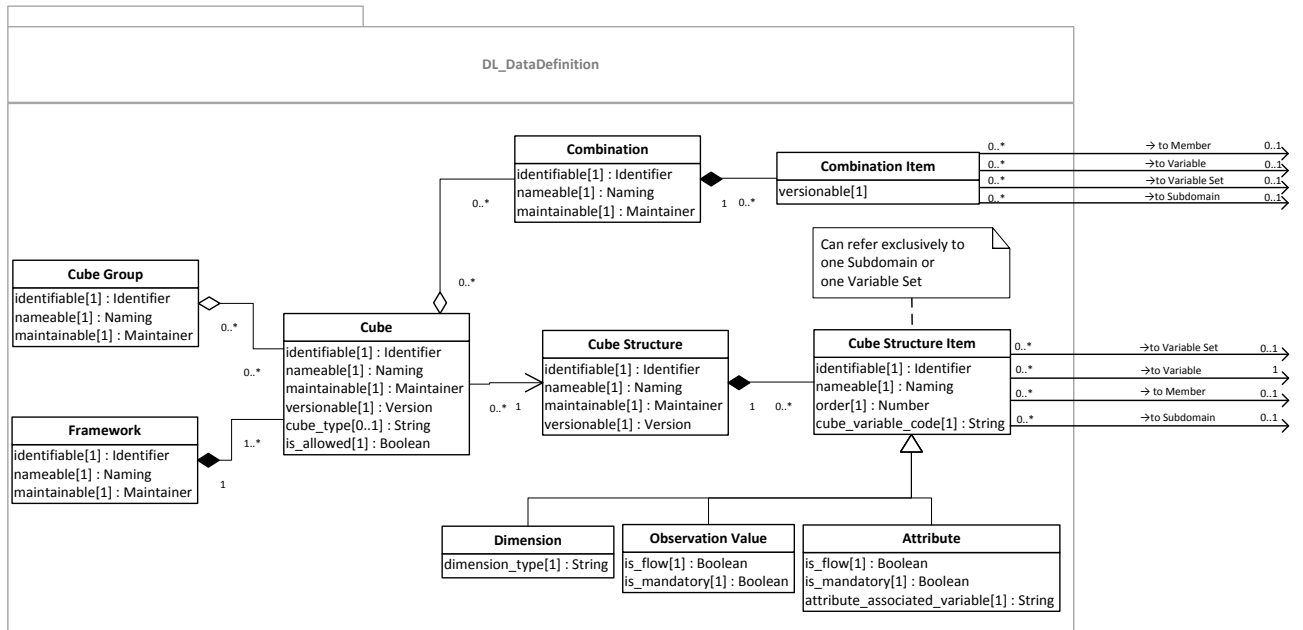 DL_DataDefinition
Combination
identifiable[1] : Identifier
nameable[1] : Naming
maintainable[1] : Maintainer
0..*
1
0..*
Combination Item
versionable[1]
0..* → to Member 0..1
0..* →to Variable 0..1
0..* →to Variable Set 0..1
0..* →to Subdomain 0..1
Can refer exclusively to
one Subdomain or
one Variable Set
Cube Group
identifiable[1] : Identifier
nameable[1] : Naming
maintainable[1] : Maintainer
0..*
0..*
0..*
Cube
identifiable[1] : Identifier
nameable[1] : Naming
maintainable[1] : Maintainer
versionable[1] : Version
cube_type[0..1] : String
is_allowed[1] : Boolean
0..*
1
Cube Structure
identifiable[1] : Identifier
nameable[1] : Naming
maintainable[1] : Maintainer
versionable[1] : Version
1
0..*
Cube Structure Item
identifiable[1] : Identifier
nameable[1] : Naming
order[1] : Number
cube_variable_code[1] : String
0..* →to Variable Set 0..1
0..* →to Variable 1
0..* → to Member 0..1
0..* →to Subdomain 0..1
Framework
identifiable[1] : Identifier
nameable[1] : Naming
maintainable[1] : Maintainer
1..*
1
Dimension
dimension_type[1] : String
Observation Value
is_flow[1] : Boolean
is_mandatory[1] : Boolean
Attribute
is_flow[1] : Boolean
is_mandatory[1] : Boolean
attribute_associated_variable[1] : String